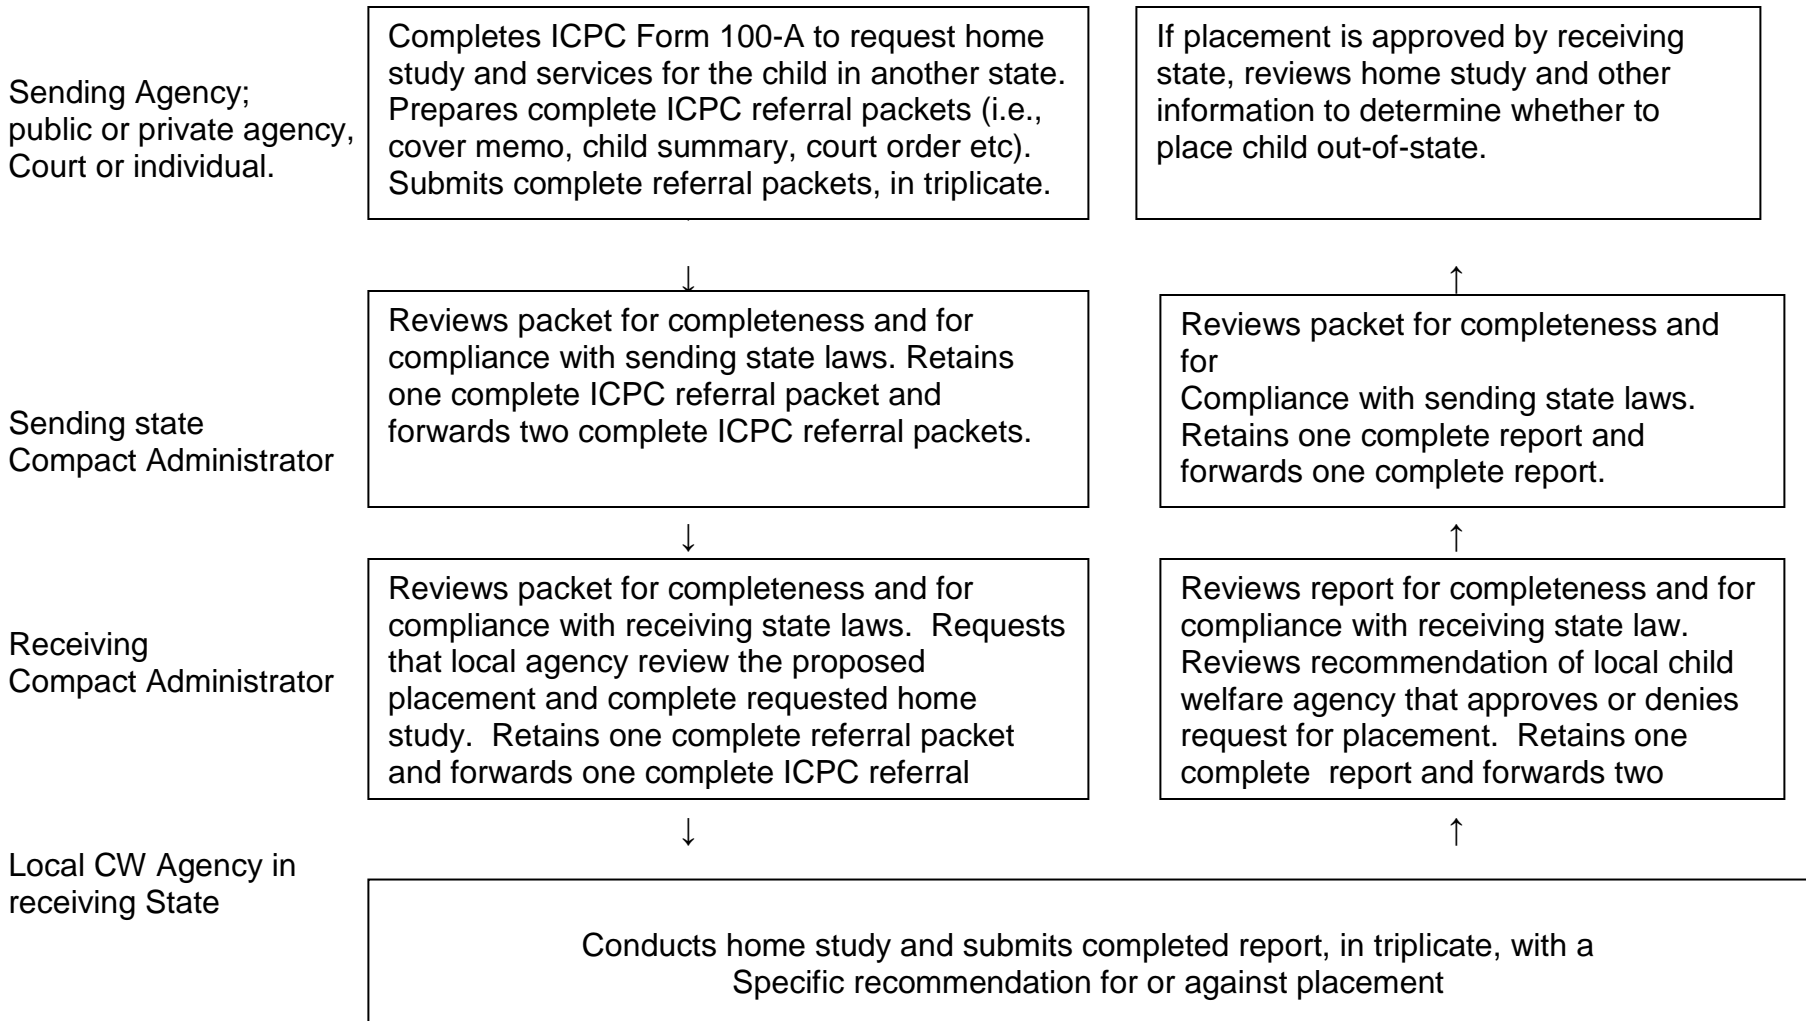 Sending Agency;
public or private agency,
Court or individual.
Completes ICPC Form 100-A to request home
study and services for the child in another state.
Prepares complete ICPC referral packets (i.e.,
cover memo, child summary, court order etc).
Submits complete referral packets, in triplicate.
If placement is approved by receiving
state, reviews home study and other
information to determine whether to
place child out-of-state.
↓
↑
Sending state
Compact Administrator
Reviews packet for completeness and for
compliance with sending state laws. Retains
one complete ICPC referral packet and
forwards two complete ICPC referral packets.
Reviews packet for completeness and
for
Compliance with sending state laws.
Retains one complete report and
forwards one complete report.
↓
↑
Receiving
Compact Administrator
Reviews packet for completeness and for
compliance with receiving state laws.  Requests
that local agency review the proposed
placement and complete requested home
study.  Retains one complete referral packet
and forwards one complete ICPC referral
Reviews report for completeness and for
compliance with receiving state law.
Reviews recommendation of local child
welfare agency that approves or denies
request for placement.  Retains one
complete  report and forwards two
↓
↑
Local CW Agency in
receiving State
Conducts home study and submits completed report, in triplicate, with a
Specific recommendation for or against placement